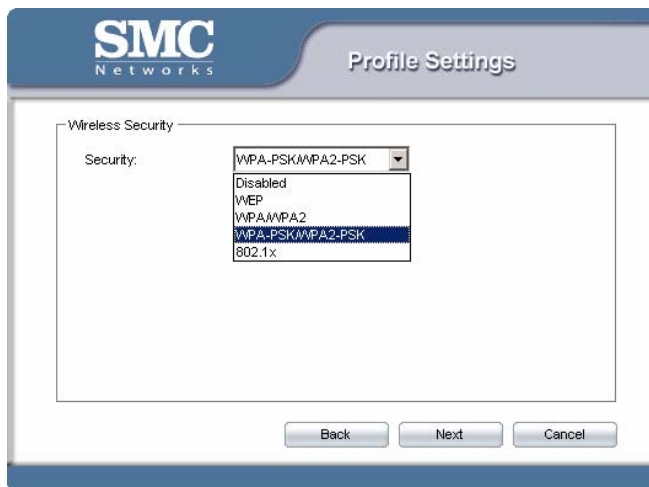 SMC
Networks
Profile Settings
Wireless Security
Security:
WPA-PSK/WPA2-PSK
Disabled
WEP
WPA/WPA2
WPA-PSK/WPA2-PSK
802.1x
Back
Next
Cancel